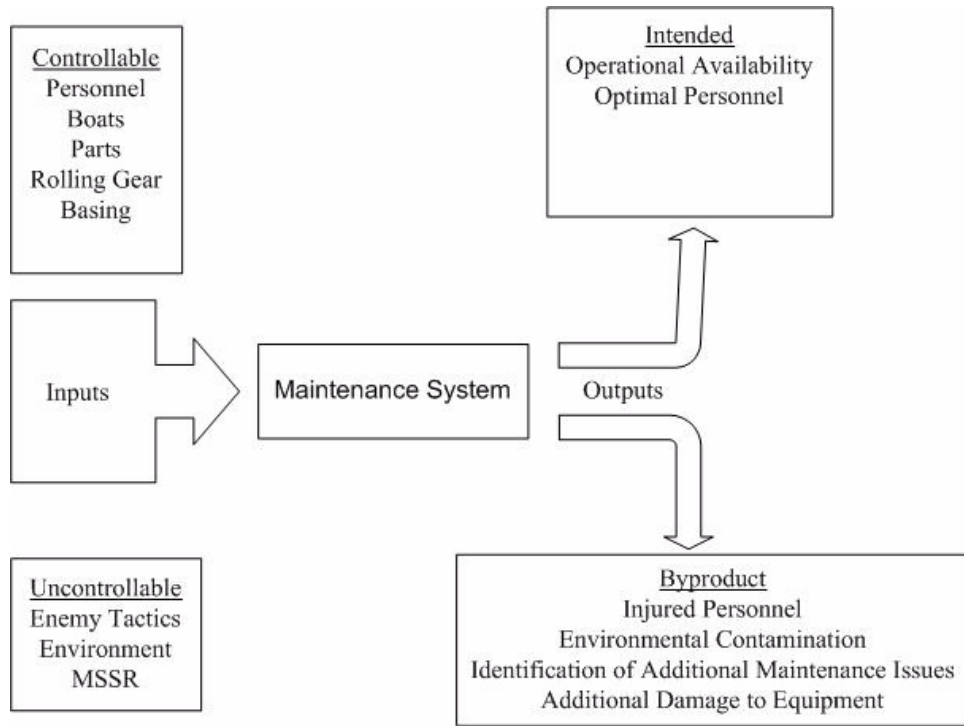 Controllable
Personnel
Boats
Parts
Rolling Gear
Basing
Intended
Operational Availability
Optimal Personnel
Inputs
Maintenance System
Outputs
Uncontrollable
Enemy Tactics
Environment
MSSR
Byproduct
Injured Personnel
Environmental Contamination
Identification of Additional Maintenance Issues
Additional Damage to Equipment